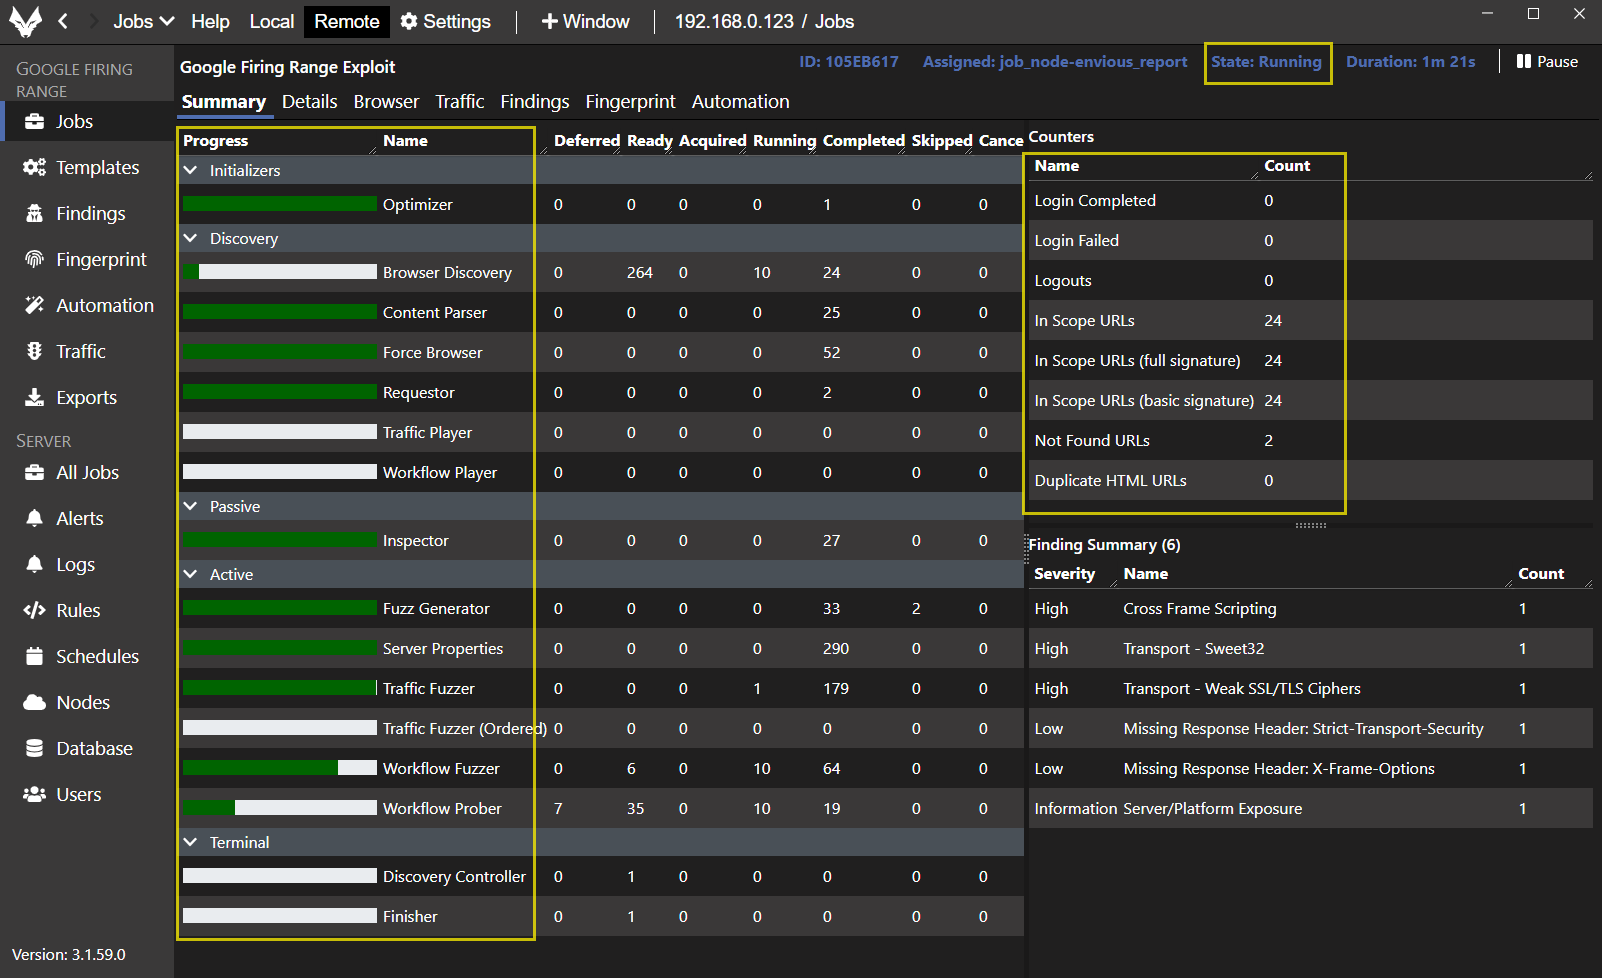 Jobs Help Local Remote Settings Window 192.168.0.123 / Jobs
GOOGLE FIRING
RANGE
Jobs
Templates
Findings
Fingerprint
Automation
Traffic
Exports
SERVER
All Jobs
Alerts
Logs
Rules
Schedules
Nodes
Database
Users
Version: 3.1.59.0
Google Firing Range Exploit
ID: 105EB617 Assigned: job_node-envious_report State: Running Duration: 1m 21s Pause
Summary Details Browser Traffic Findings Fingerprint Automation
Progress Name Deferred Ready Acquired Running Completed Skipped Cance
Initializers
Optimizer 0 0 0 0 1 0 0
Discovery
Browser Discovery 0 264 0 10 24 0 0
Content Parser 0 0 0 0 25 0 0
Force Browser 0 0 0 0 52 0 0
Requestor 0 0 0 0 2 0 0
Traffic Player 0 0 0 0 0 0 0
Workflow Player 0 0 0 0 0 0 0
Passive
Inspector 0 0 0 0 27 0 0
Active
Fuzz Generator 0 0 0 0 33 2 0
Server Properties 0 0 0 0 290 0 0
Traffic Fuzzer 0 0 0 1 179 0 0
Traffic Fuzzer (Ordered) 0 0 0 0 0 0 0
Workflow Fuzzer 0 6 0 10 64 0 0
Workflow Prober 7 35 0 10 19 0 0
Terminal
Discovery Controller 0 1 0 0 0 0 0
Finisher 0 1 0 0 0 0 0
Counters
Name Count
Login Completed 0
Login Failed 0
Logouts 0
In Scope URLs 24
In Scope URLs (full signature) 24
In Scope URLs (basic signature) 24
Not Found URLs 2
Duplicate HTML URLs 0
Finding Summary (6)
Severity Name Count
High Cross Frame Scripting 1
High Transport - Sweet32 1
High Transport - Weak SSL/TLS Ciphers 1
Low Missing Response Header: Strict-Transport-Security 1
Low Missing Response Header: X-Frame-Options 1
Information Server/Platform Exposure 1